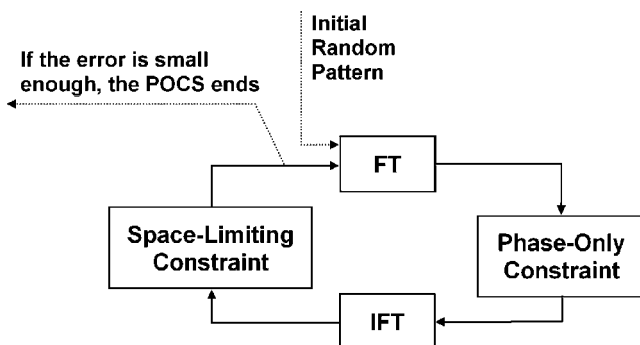 Initial
Random
Pattern
If the error is small
enough, the POCS ends
FT
Space-Limiting
Constraint
Phase-Only
Constraint
IFT